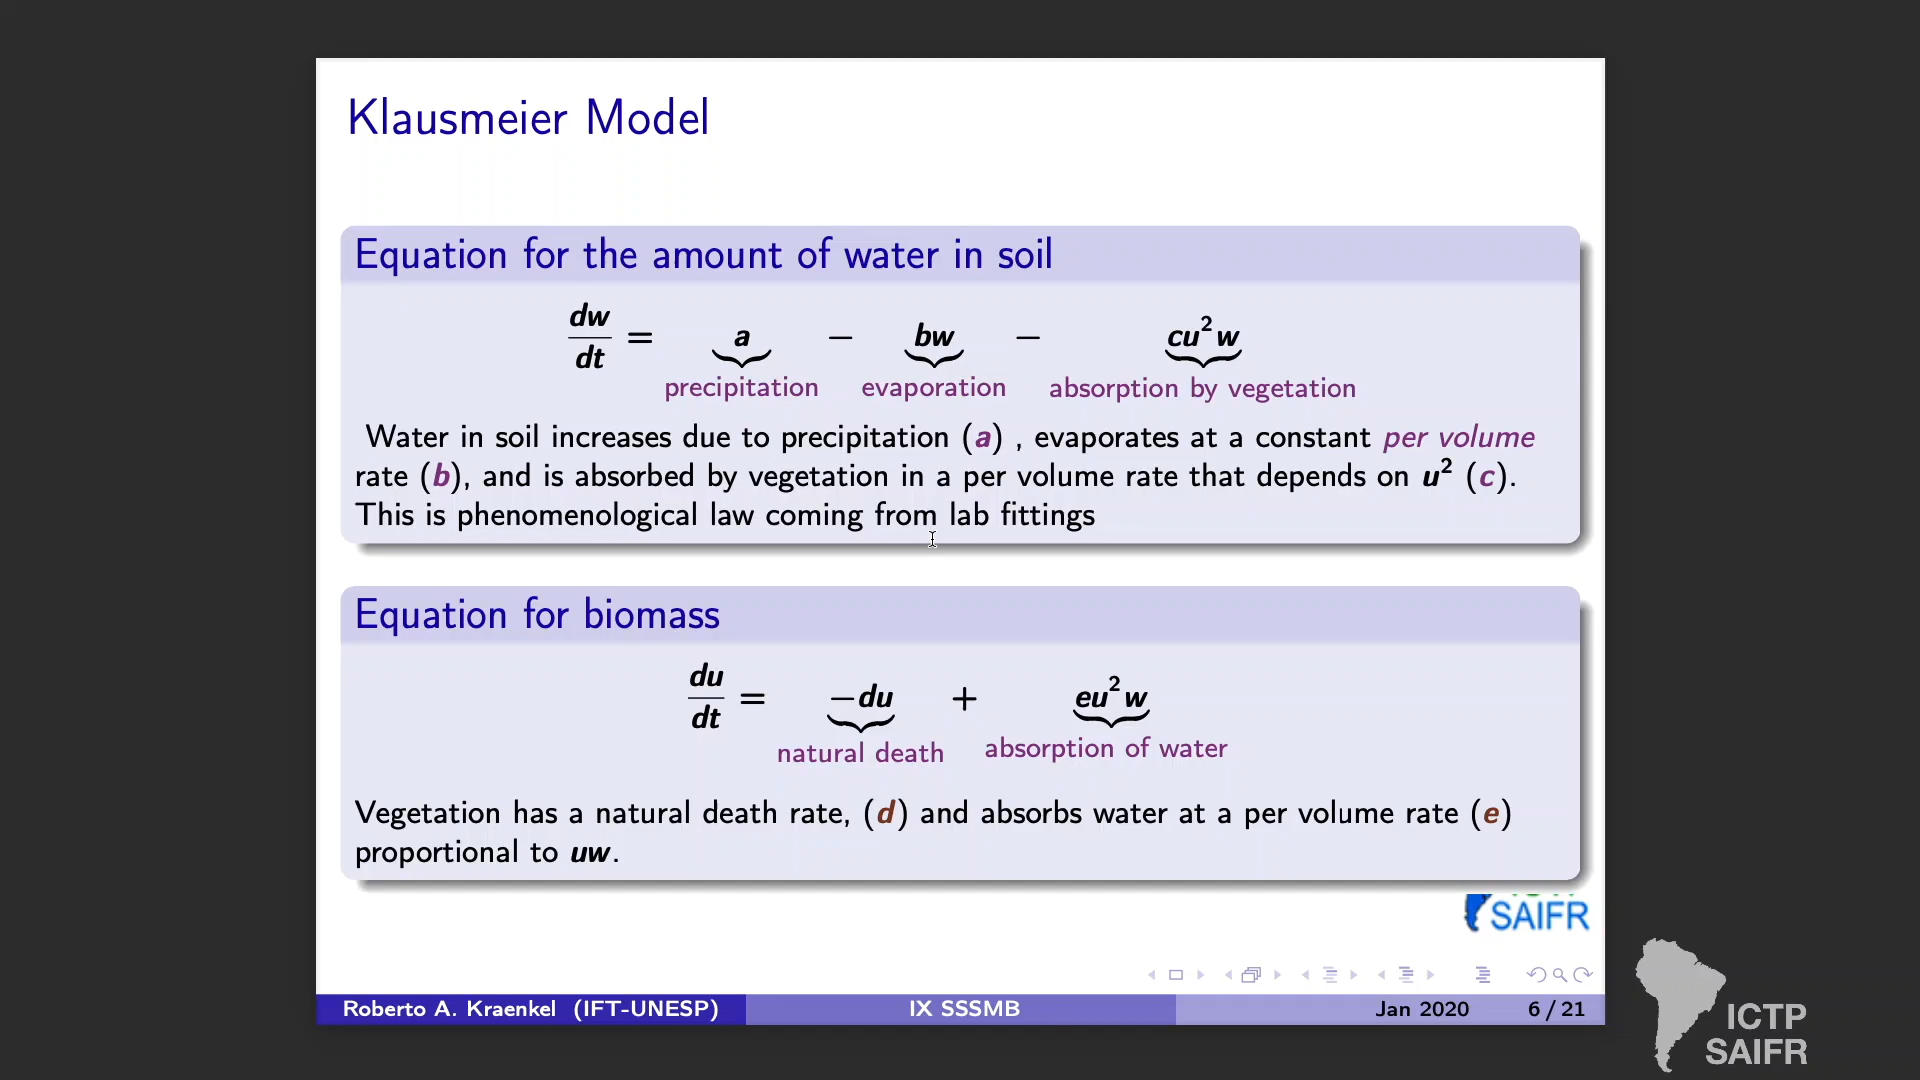 Klausmeier Model
Equation for the amount of water in soil
dw/dt = a − bw − cu²w
precipitation evaporation absorption by vegetation
Water in soil increases due to precipitation (a) , evaporates at a constant per volume
rate (b), and is absorbed by vegetation in a per volume rate that depends on u² (c).
This is phenomenological law coming from lab fittings
Equation for biomass
du/dt = −du + eu²w
natural death absorption of water
Vegetation has a natural death rate, (d) and absorbs water at a per volume rate (e)
proportional to uw.
SAIFR
Roberto A. Kraenkel (IFT-UNESP) IX SSSMB Jan 2020 6 / 21
ICTP
SAIFR